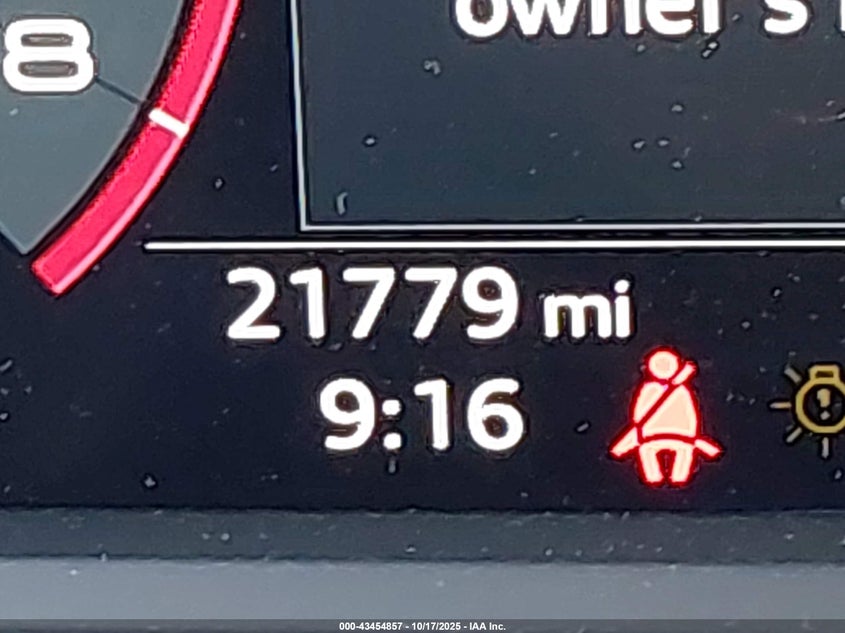 8
owner's
21779 mi
9:16
000-43454857 - 10/17/2025 - IAA Inc.